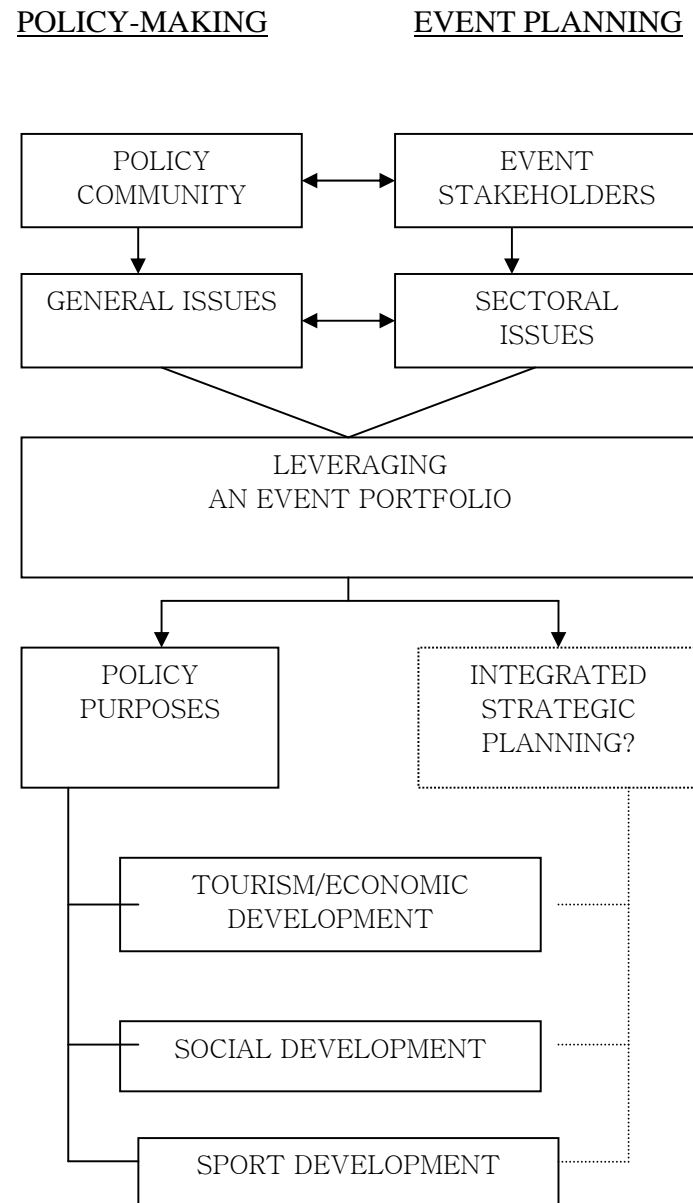 POLICY-MAKING
EVENT PLANNING
POLICY
COMMUNITY
EVENT
STAKEHOLDERS
GENERAL ISSUES
SECTORAL
ISSUES
LEVERAGING
AN EVENT PORTFOLIO
POLICY
PURPOSES
INTEGRATED
STRATEGIC
PLANNING?
TOURISM/ECONOMIC
DEVELOPMENT
SOCIAL DEVELOPMENT
SPORT DEVELOPMENT